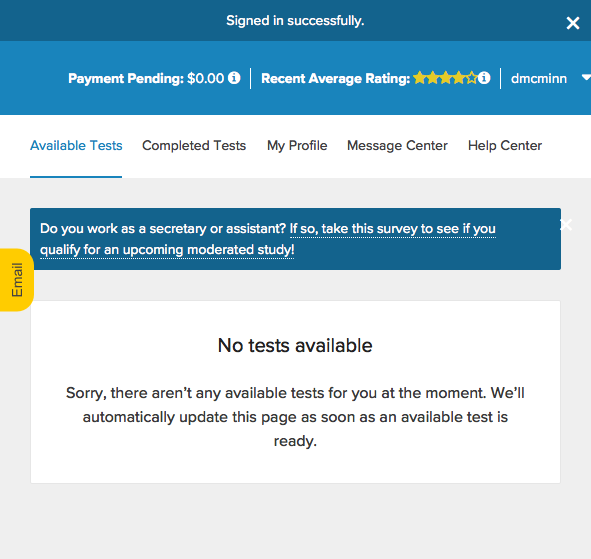 Signed in successfully.
Payment Pending: $0.00 Recent Average Rating: dmcminn
Available Tests Completed Tests My Profile Message Center Help Center
Do you work as a secretary or assistant? If so, take this survey to see if you
qualify for an upcoming moderated study!
Email
No tests available
Sorry, there aren't any available tests for you at the moment. We'll
automatically update this page as soon as an available test is
ready.